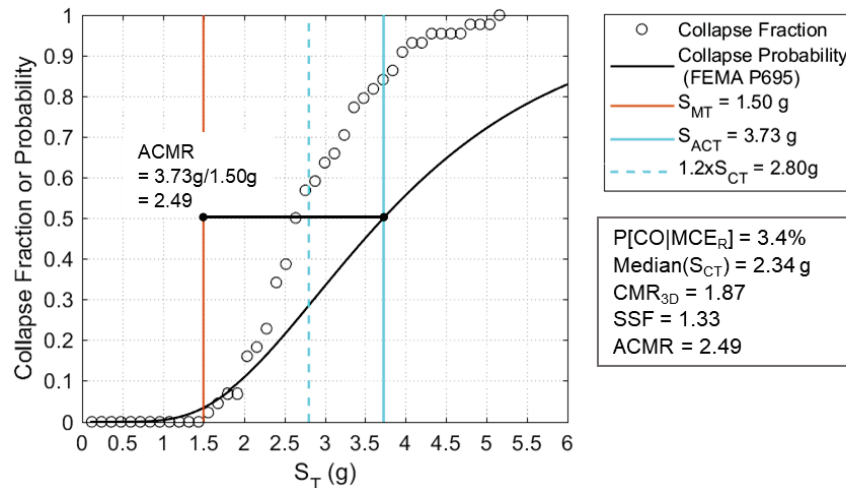 Collapse Fraction or Probability
1
0.9
0.8
0.7
0.6
0.5
0.4
0.3
0.2
0.1
0
ACMR
= 3.73g/1.50g
= 2.49
0 0.5 1 1.5 2 2.5 3 3.5 4 4.5 5 5.5 6
S_T (g)
Collapse Fraction
Collapse Probability
(FEMA P695)
S_MT = 1.50 g
S_ACT = 3.73 g
1.2xS_CT = 2.80g
P[CO|MCE_R] = 3.4%
Median(S_CT) = 2.34 g
CMR_3D = 1.87
SSF = 1.33
ACMR = 2.49